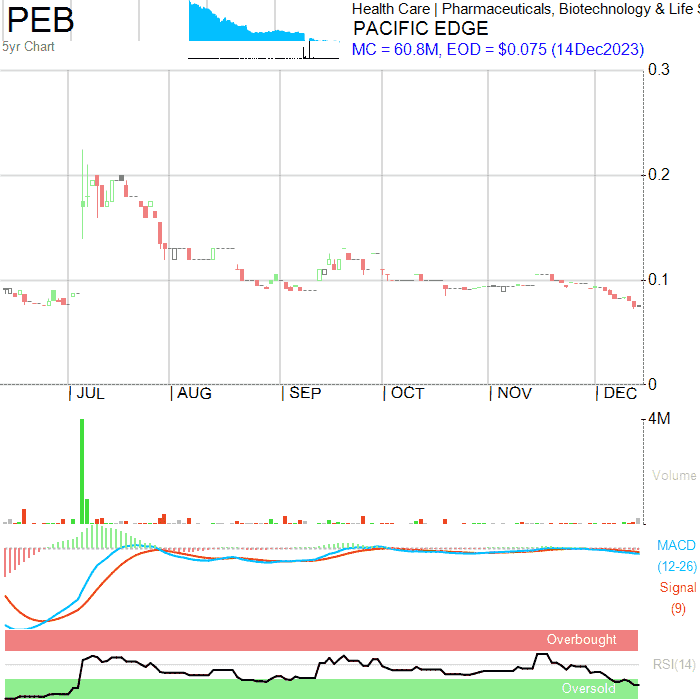 PEB
5yr Chart
Health Care | Pharmaceuticals, Biotechnology & Life S
PACIFIC EDGE
MC = 60.8M, EOD = $0.075 (14Dec2023)
0.3
0.2
0.1
0
| JUL | AUG | SEP | OCT | NOV | DEC
4M
Volume
MACD
(12-26)
Signal
(9)
Overbought
RSI(14)
Oversold